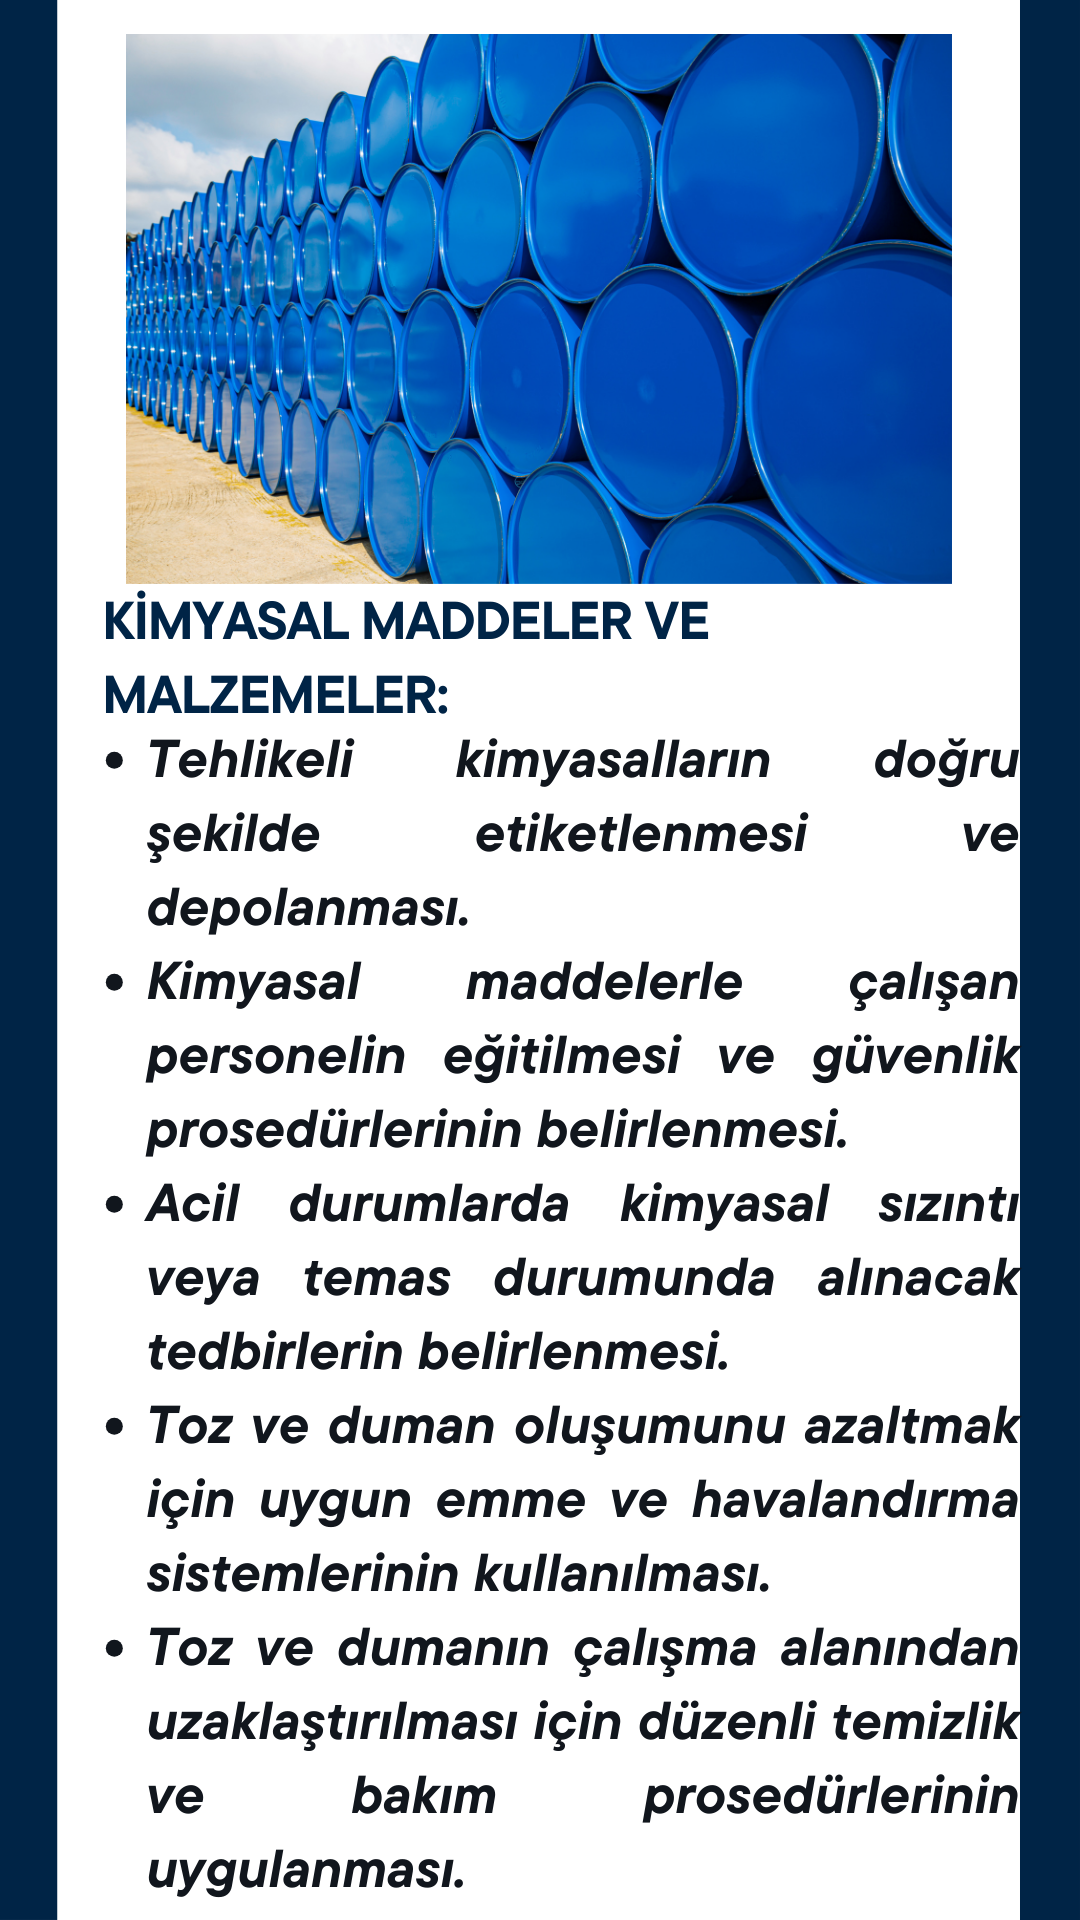 KİMYASAL MADDELER VE
MALZEMELER:
• Tehlikeli kimyasalların doğru
şekilde etiketlenmesi ve
depolanması.
• Kimyasal maddelerle çalışan
personelin eğitilmesi ve güvenlik
prosedürlerinin belirlenmesi.
• Acil durumlarda kimyasal sızıntı
veya temas durumunda alınacak
tedbirlerin belirlenmesi.
• Toz ve duman oluşumunu azaltmak
için uygun emme ve havalandırma
sistemlerinin kullanılması.
• Toz ve dumanın çalışma alanından
uzaklaştırılması için düzenli temizlik
ve bakım prosedürlerinin
uygulanması.